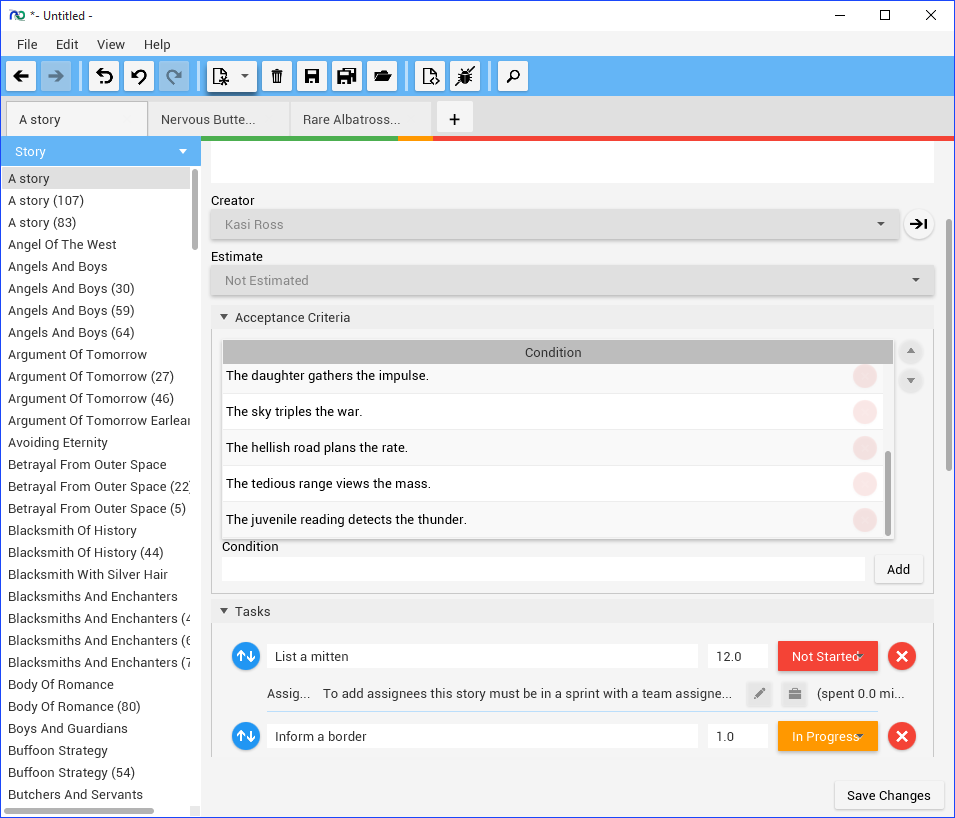 *- Untitled -
File Edit View Help
A story
Nervous Butte...
Rare Albatross...
+
Story
A story
A story (107)
A story (83)
Angel Of The West
Angels And Boys
Angels And Boys (30)
Angels And Boys (59)
Angels And Boys (64)
Argument Of Tomorrow
Argument Of Tomorrow (27)
Argument Of Tomorrow (46)
Argument Of Tomorrow Earlear
Avoiding Eternity
Betrayal From Outer Space
Betrayal From Outer Space (22)
Betrayal From Outer Space (5)
Blacksmith Of History
Blacksmith Of History (44)
Blacksmith With Silver Hair
Blacksmiths And Enchanters
Blacksmiths And Enchanters (4
Blacksmiths And Enchanters (6
Blacksmiths And Enchanters (7
Body Of Romance
Body Of Romance (80)
Boys And Guardians
Buffoon Strategy
Buffoon Strategy (54)
Butchers And Servants
Creator
Kasi Ross
Estimate
Not Estimated
Acceptance Criteria
Condition
The daughter gathers the impulse.
The sky triples the war.
The hellish road plans the rate.
The tedious range views the mass.
The juvenile reading detects the thunder.
Condition
Add
Tasks
List a mitten 12.0 Not Started
Assig... To add assignees this story must be in a sprint with a team assigne... (spent 0.0 mi...
Inform a border 1.0 In Progress
Save Changes